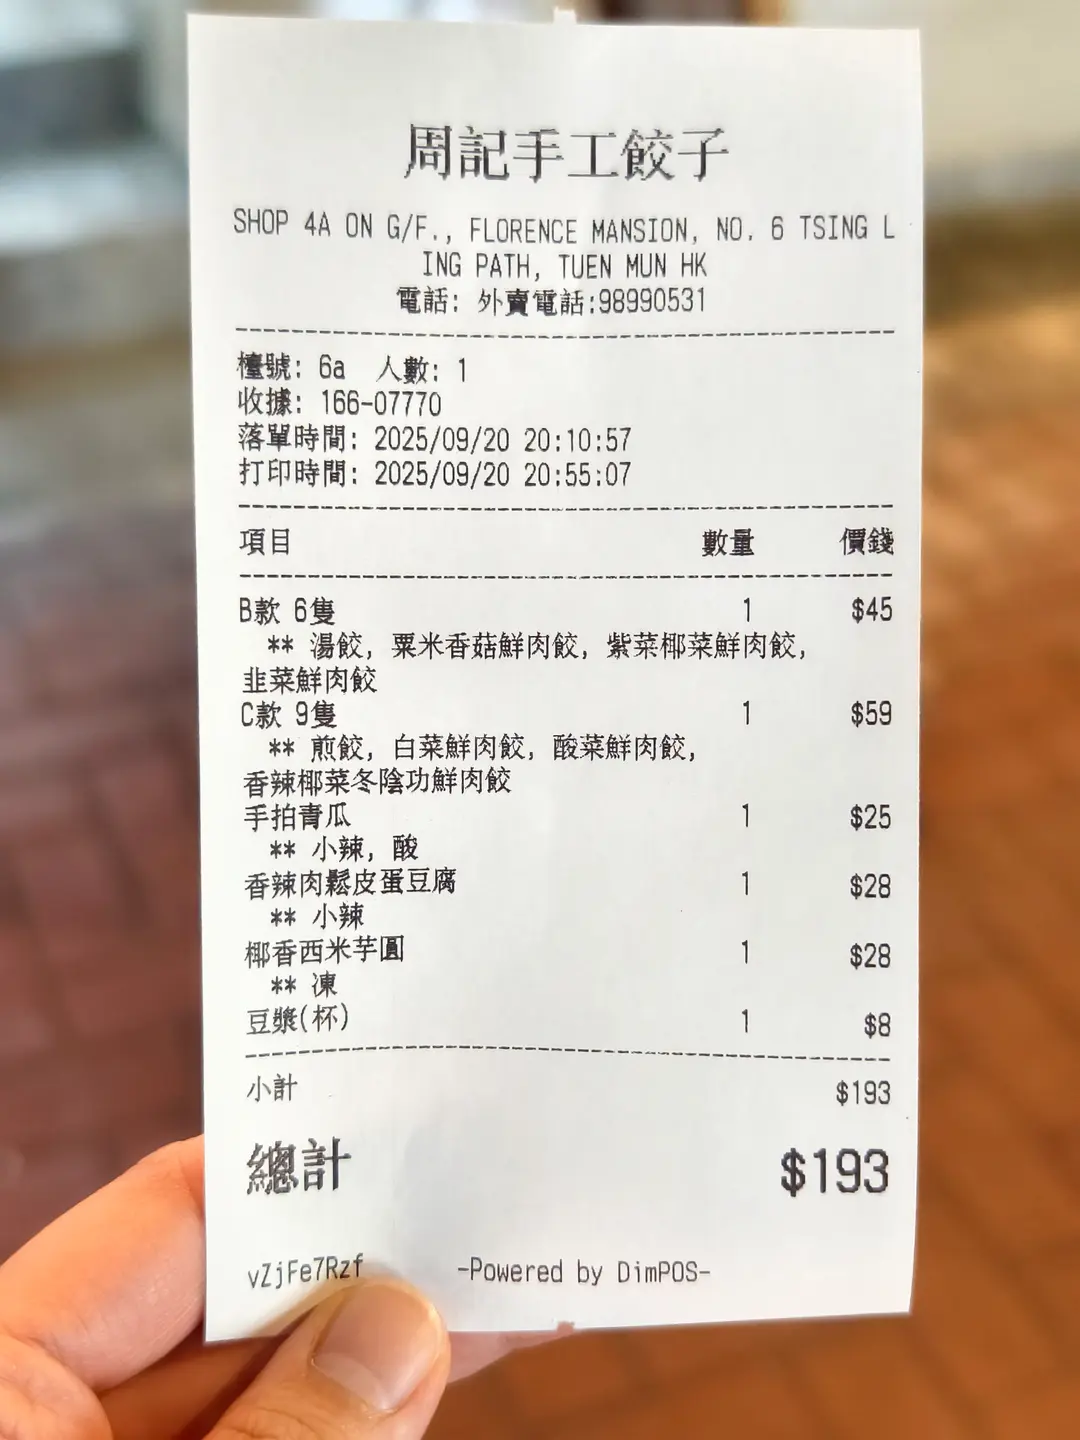 周記手工餃子
SHOP 4A ON G/F., FLORENCE MANSION, NO. 6 TSING L
ING PATH, TUEN MUN HK
電話: 外賣電話:98990531
檯號: 6a 人數: 1
收據: 166-07770
落單時間: 2025/09/20 20:10:57
打印時間: 2025/09/20 20:55:07
項目 數量 價錢
B款 6隻 1 $45
** 湯餃, 粟米香菇鮮肉餃, 紫菜椰菜鮮肉餃,
韭菜鮮肉餃
C款 9隻 1 $59
** 煎餃, 白菜鮮肉餃, 酸菜鮮肉餃,
香辣椰菜冬陰功鮮肉餃
手拍青瓜 1 $25
** 小辣, 酸
香辣肉鬆皮蛋豆腐 1 $28
** 小辣
椰香西米芋圓 1 $28
** 凍
豆漿(杯) 1 $8
小計 $193
總計 $193
vZjFe7Rzf -Powered by DimPOS-